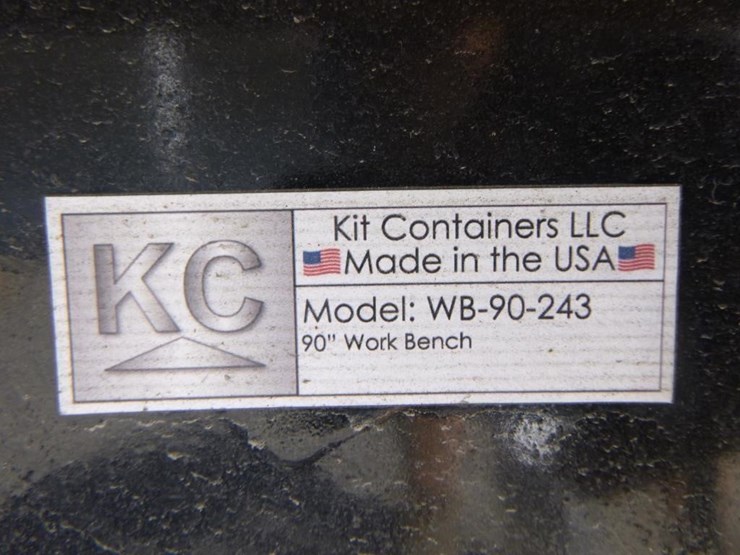 KC
Kit Containers LLC
Made in the USA
Model: WB-90-243
90" Work Bench